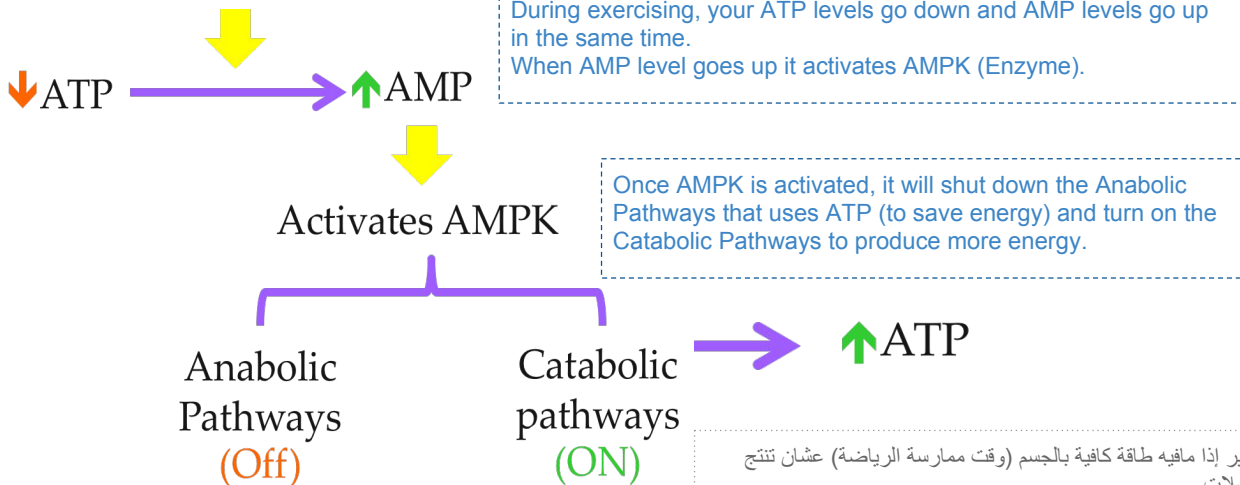 During exercising, your ATP levels go down and AMP levels go up
in the same time.
When AMP level goes up it activates AMPK (Enzyme).
ATP
AMP
Once AMPK is activated, it will shut down the Anabolic
Pathways that uses ATP (to save energy) and turn on the
Catabolic Pathways to produce more energy.
Activates AMPK
ATP
Anabolic
Pathways
(Off)
Catabolic
pathways
(ON)
إذا مافيه طاقة كافية بالجسم (وقت ممارسة الرياضة) عشان تنتج